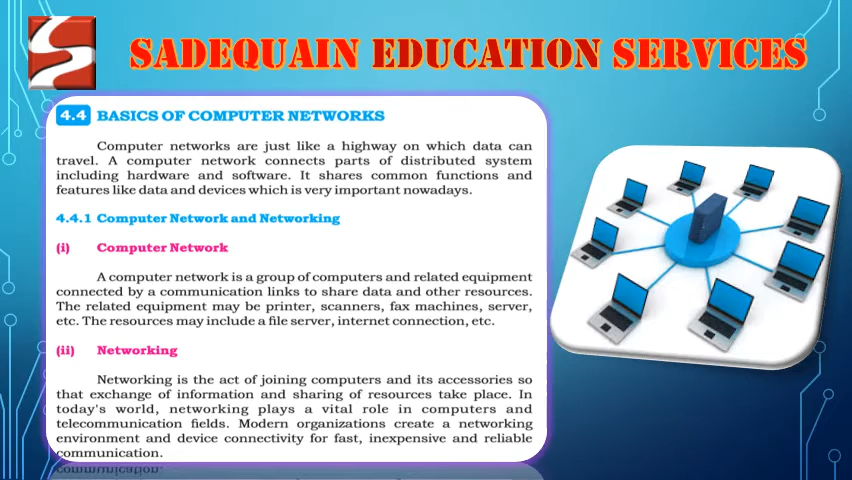 SADEQUAIN EDUCATION SERVICES
4.4 BASICS OF COMPUTER NETWORKS
Computer networks are just like a highway on which data can
travel. A computer network connects parts of distributed system
including hardware and software. It shares common functions and
features like data and devices which is very important nowadays.
4.4.1 Computer Network and Networking
(i) Computer Network
A computer network is a group of computers and related equipment
connected by a communication links to share data and other resources.
The related equipment may be printer, scanners, fax machines, server,
etc. The resources may include a file server, internet connection, etc.
(ii) Networking
Networking is the act of joining computers and its accessories so
that exchange of information and sharing of resources take place. In
today's world, networking plays a vital role in computers and
telecommunication fields. Modern organizations create a networking
environment and device connectivity for fast, inexpensive and reliable
communication.